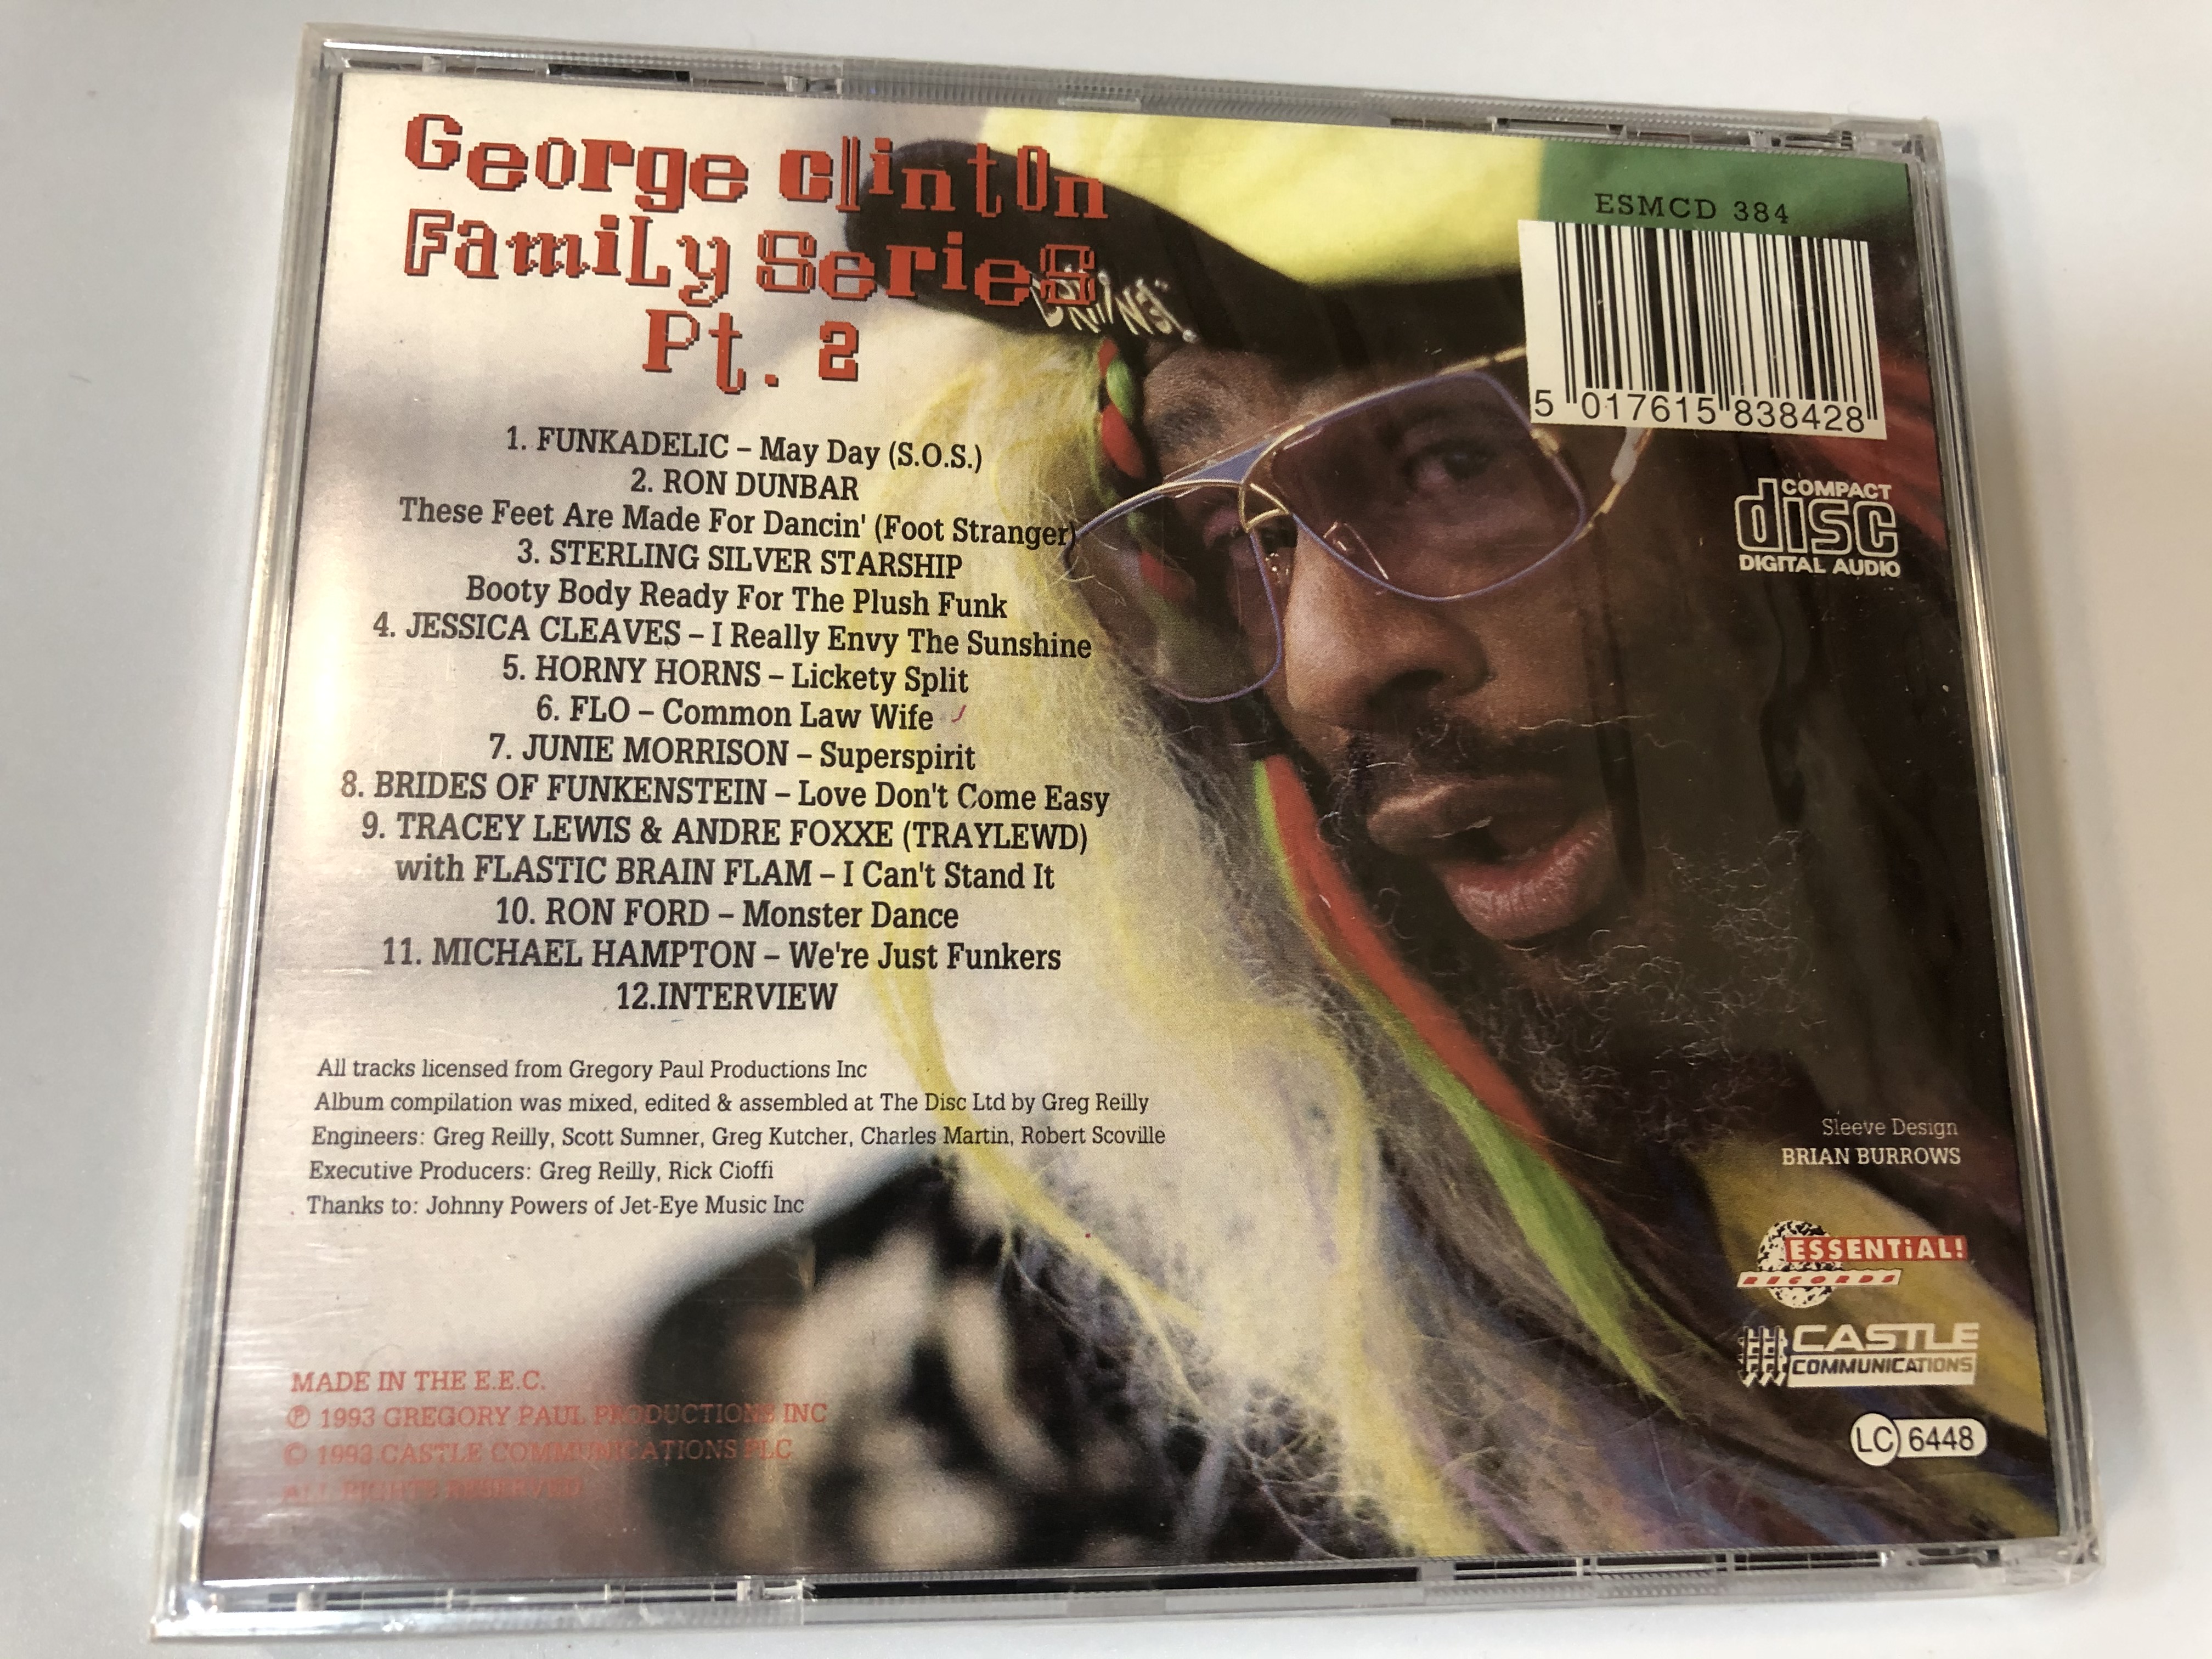 George Clinton
Family Series
Pt. 2
1. FUNKADELIC – May Day (S.O.S.)
2. RON DUNBAR
These Feet Are Made For Dancin' (Foot Stranger)
3. STERLING SILVER STARSHIP
Booty Body Ready For The Plush Funk
4. JESSICA CLEAVES – I Really Envy The Sunshine
5. HORNY HORNS – Lickety Split
6. FLO – Common Law Wife
7. JUNIE MORRISON – Superspirit
8. BRIDES OF FUNKENSTEIN – Love Don't Come Easy
9. TRACEY LEWIS & ANDRE FOXXE (TRAYLEWD)
with FLASTIC BRAIN FLAM – I Can't Stand It
10. RON FORD – Monster Dance
11. MICHAEL HAMPTON – We're Just Funkers
12.INTERVIEW
All tracks licensed from Gregory Paul Productions Inc
Album compilation was mixed, edited & assembled at The Disc Ltd by Greg Reilly
Engineers: Greg Reilly, Scott Sumner, Greg Kutcher, Charles Martin, Robert Scoville
Executive Producers: Greg Reilly, Rick Cioffi
Thanks to: Johnny Powers of Jet-Eye Music Inc
MADE IN THE E.E.C.
℗ 1993 GREGORY PAUL PRODUCTIONS INC
© 1993 CASTLE COMMUNICATIONS PLC
ALL RIGHTS RESERVED
ESMCD 384
5 017615 838428
COMPACT
disc
DIGITAL AUDIO
Sleeve Design
BRIAN BURROWS
ESSENTiAL!
RECORDS
CASTLE
COMMUNICATIONS
LC 6448